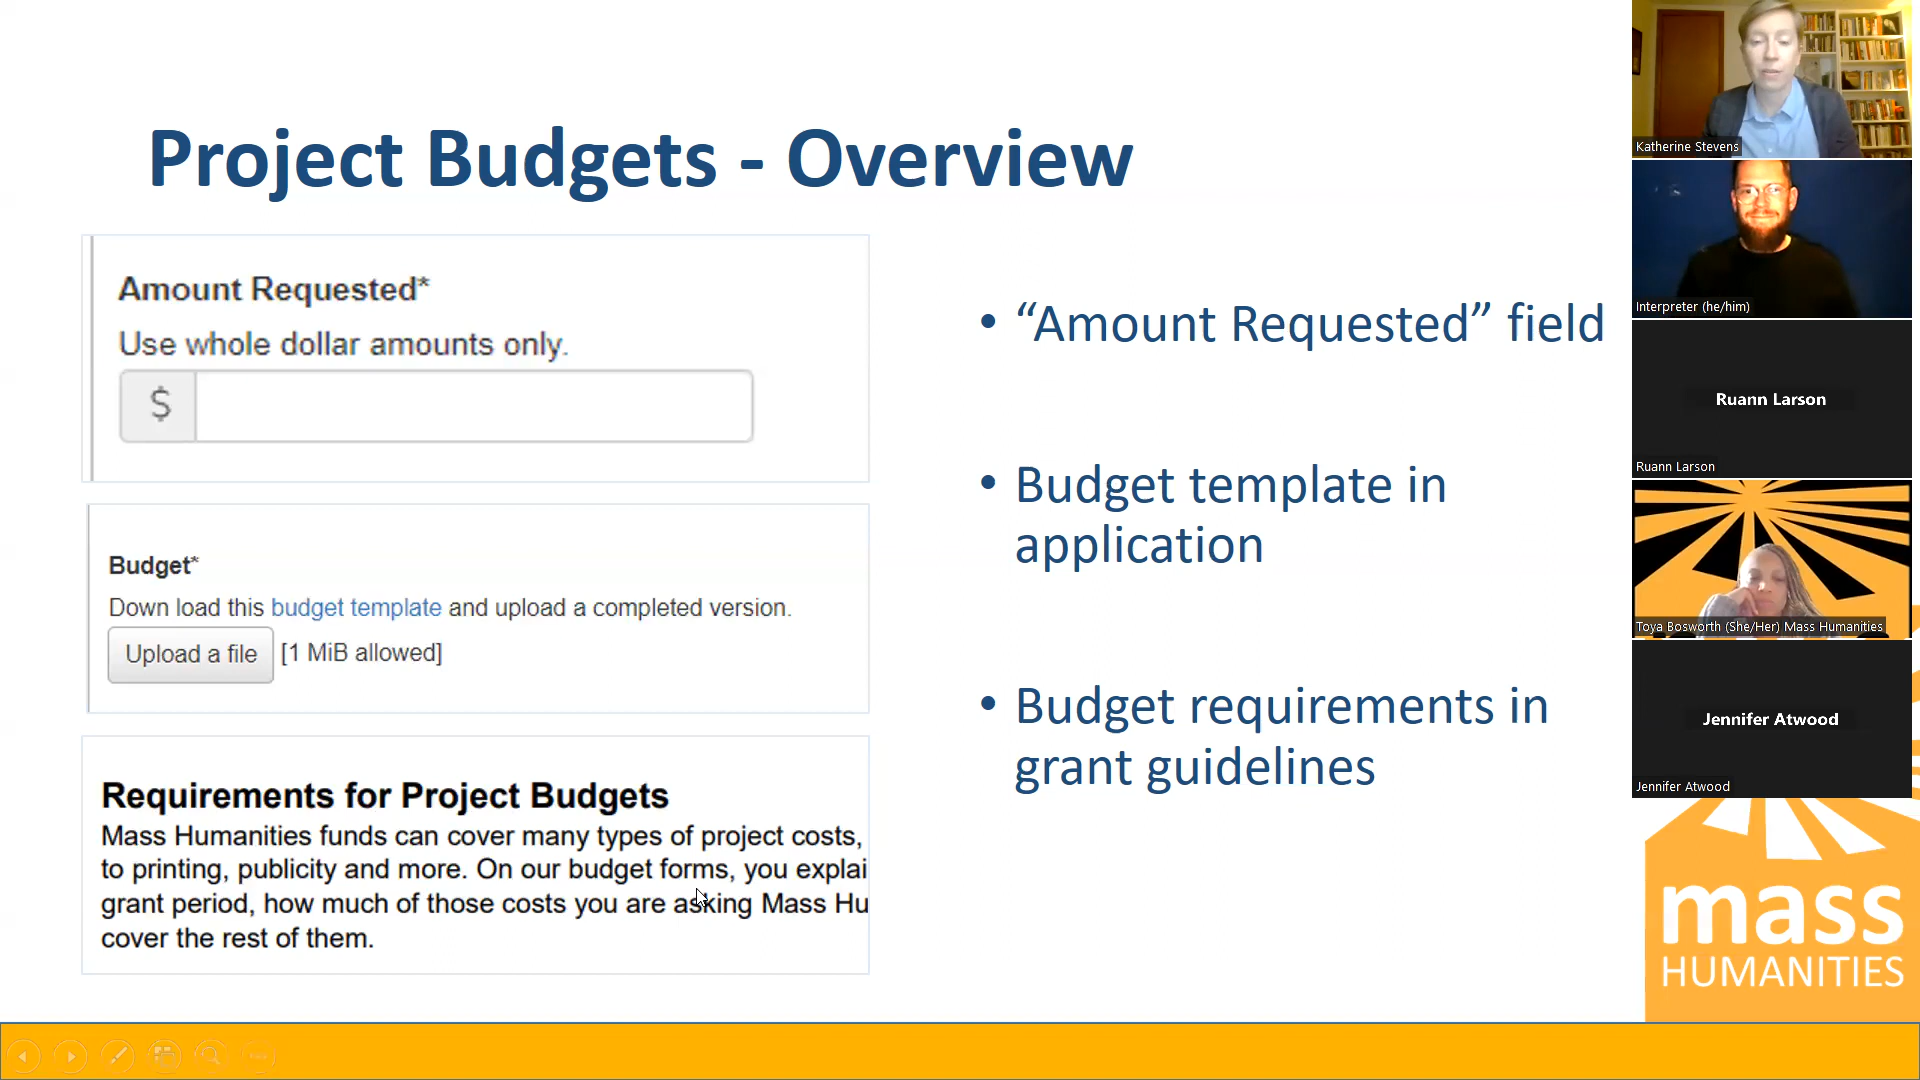 Project Budgets - Overview
Amount Requested*
Use whole dollar amounts only.
$
Budget*
Down load this budget template and upload a completed version.
Upload a file [1 MiB allowed]
Requirements for Project Budgets
Mass Humanities funds can cover many types of project costs,
to printing, publicity and more. On our budget forms, you explai
grant period, how much of those costs you are asking Mass Hu
cover the rest of them.
• “Amount Requested” field
• Budget template in
application
• Budget requirements in
grant guidelines
Katherine Stevens
Interpreter (he/him)
Ruann Larson
Ruann Larson
Toya Bosworth (She/Her) Mass Humanities
Jennifer Atwood
Jennifer Atwood
mass
HUMANITIES